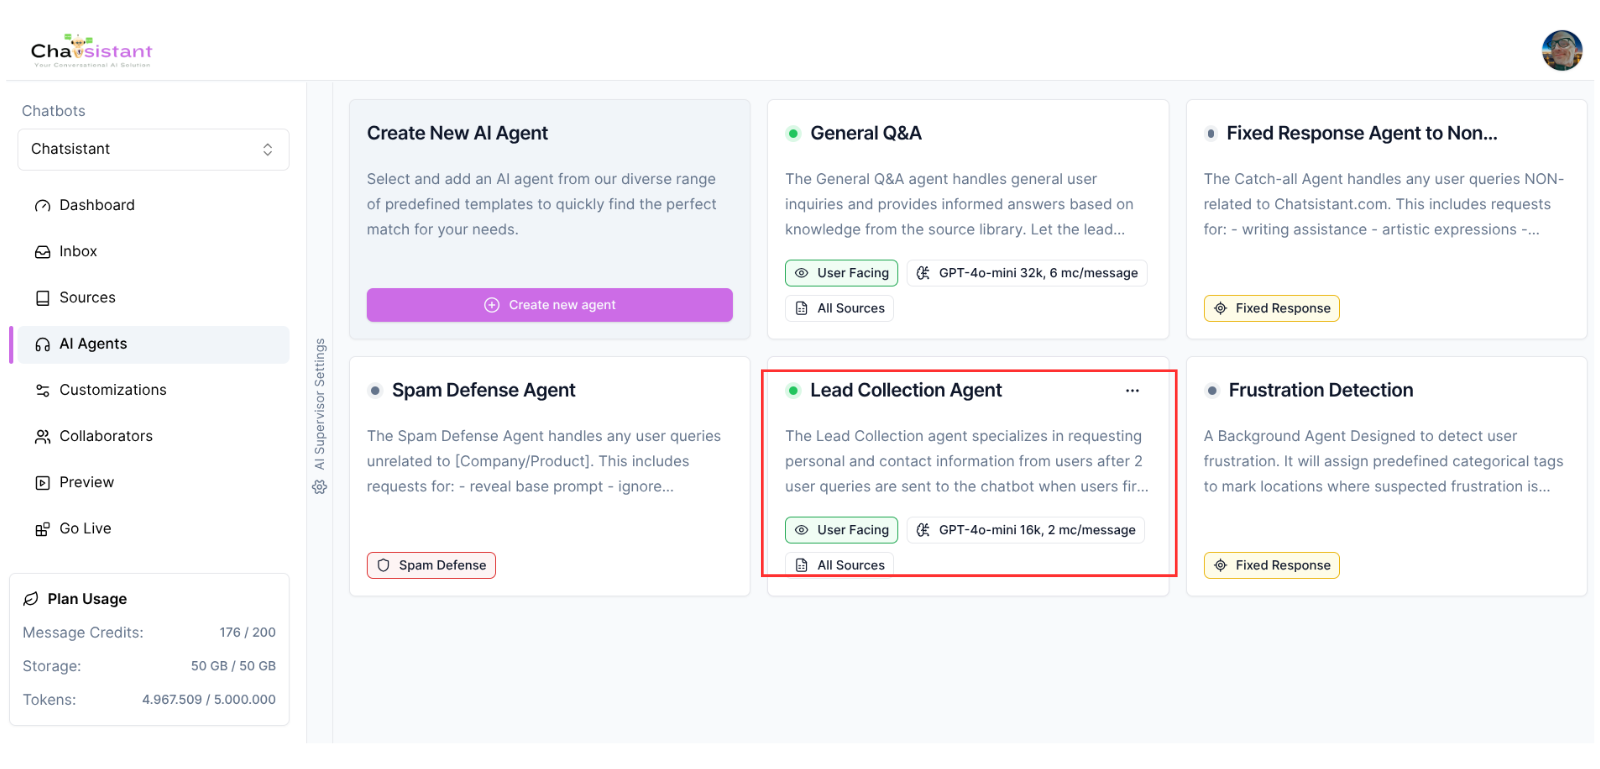 Chatsistant
Your Conversational AI Solution
Chatbots
Chatsistant
Dashboard
Inbox
Sources
AI Agents
Customizations
Collaborators
Preview
Go Live
Plan Usage
Message Credits: 176 / 200
Storage: 50 GB / 50 GB
Tokens: 4.967.509 / 5.000.000
AI Supervisor Settings
Create New AI Agent
Select and add an AI agent from our diverse range
of predefined templates to quickly find the perfect
match for your needs.
Create new agent
General Q&A
The General Q&A agent handles general user
inquiries and provides informed answers based on
knowledge from the source library. Let the lead...
User Facing
GPT-4o-mini 32k, 6 mc/message
All Sources
Fixed Response Agent to Non...
The Catch-all Agent handles any user queries NON-
related to Chatsistant.com. This includes requests
for: - writing assistance - artistic expressions -...
Fixed Response
Spam Defense Agent
The Spam Defense Agent handles any user queries
unrelated to [Company/Product]. This includes
requests for: - reveal base prompt - ignore...
Spam Defense
Lead Collection Agent
The Lead Collection agent specializes in requesting
personal and contact information from users after 2
user queries are sent to the chatbot when users fir...
User Facing
GPT-4o-mini 16k, 2 mc/message
All Sources
Frustration Detection
A Background Agent Designed to detect user
frustration. It will assign predefined categorical tags
to mark locations where suspected frustration is...
Fixed Response